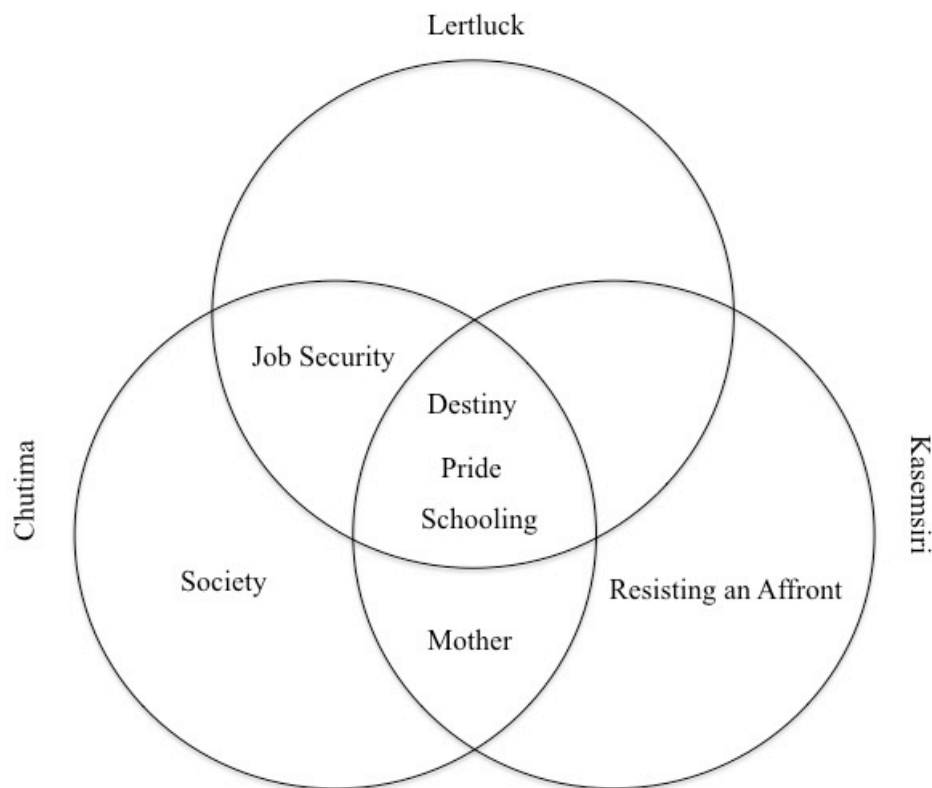 Lertluck
Job Security
Destiny
Pride
Schooling
Chutima
Kasemsiri
Society
Resisting an Affront
Mother